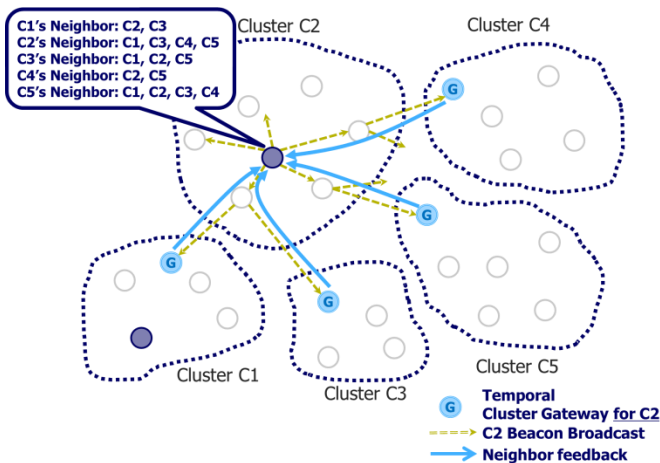 C1's Neighbor: C2, C3
C2's Neighbor: C1, C3, C4, C5
C3's Neighbor: C1, C2, C5
C4's Neighbor: C2, C5
C5's Neighbor: C1, C2, C3, C4
Cluster C2
Cluster C4
G
G
G
G
Cluster C1
Cluster C3
Cluster C5
G
Temporal
Cluster Gateway for C2
C2 Beacon Broadcast
Neighbor feedback